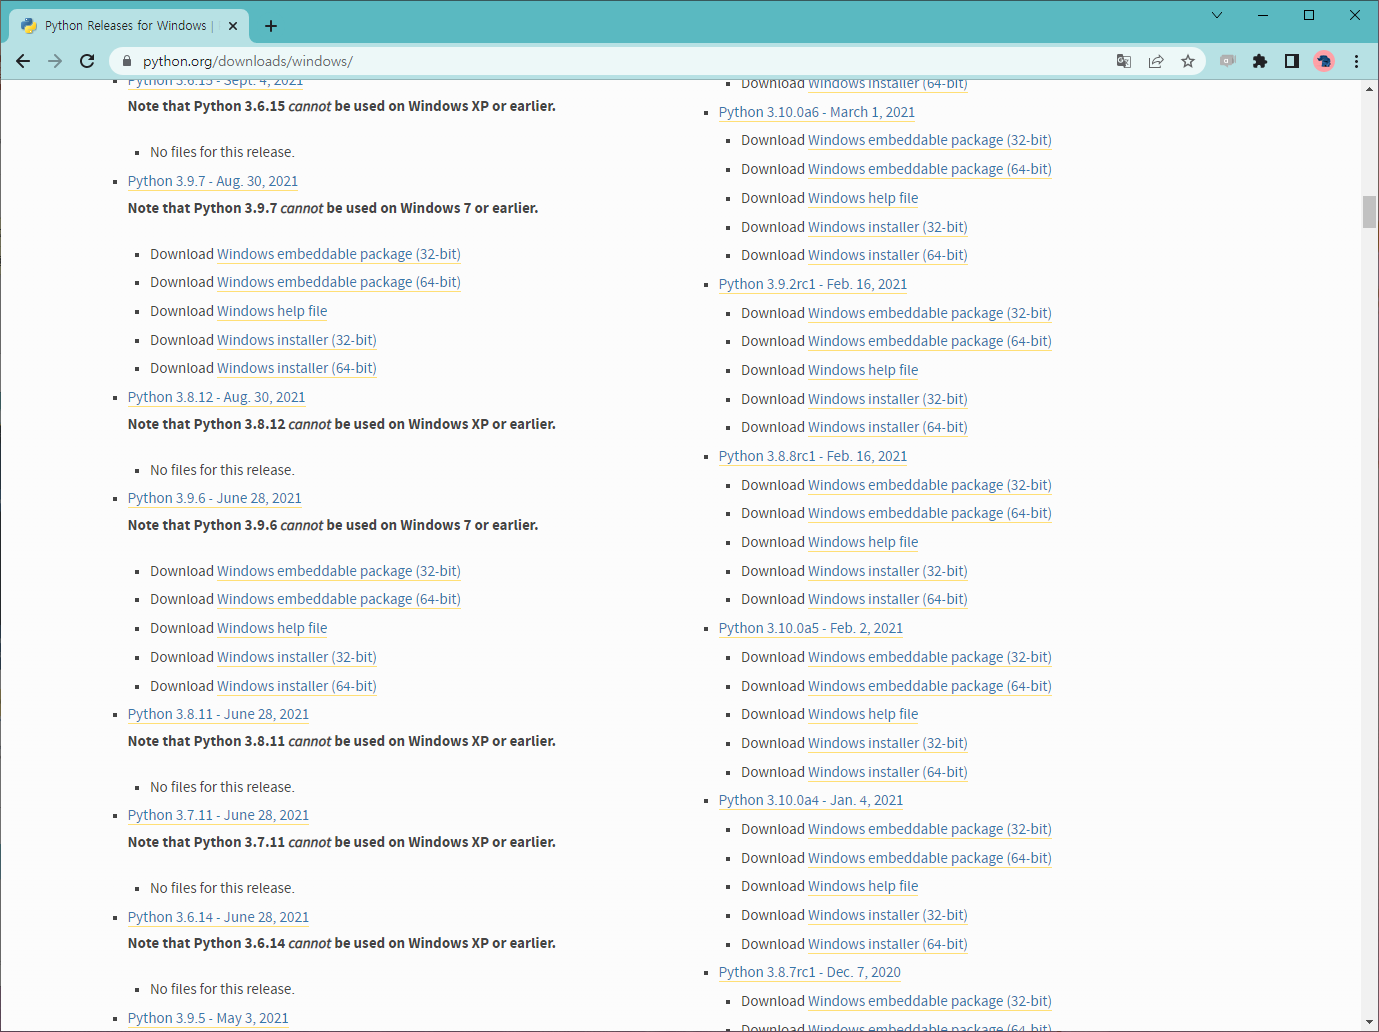 Python Releases for Windows |
python.org/downloads/windows/
Python 3.6.15 - Sept. 4, 2021
Note that Python 3.6.15 cannot be used on Windows XP or earlier.
No files for this release.
Python 3.9.7 - Aug. 30, 2021
Note that Python 3.9.7 cannot be used on Windows 7 or earlier.
Download Windows embeddable package (32-bit)
Download Windows embeddable package (64-bit)
Download Windows help file
Download Windows installer (32-bit)
Download Windows installer (64-bit)
Python 3.8.12 - Aug. 30, 2021
Note that Python 3.8.12 cannot be used on Windows XP or earlier.
No files for this release.
Python 3.9.6 - June 28, 2021
Note that Python 3.9.6 cannot be used on Windows 7 or earlier.
Download Windows embeddable package (32-bit)
Download Windows embeddable package (64-bit)
Download Windows help file
Download Windows installer (32-bit)
Download Windows installer (64-bit)
Python 3.8.11 - June 28, 2021
Note that Python 3.8.11 cannot be used on Windows XP or earlier.
No files for this release.
Python 3.7.11 - June 28, 2021
Note that Python 3.7.11 cannot be used on Windows XP or earlier.
No files for this release.
Python 3.6.14 - June 28, 2021
Note that Python 3.6.14 cannot be used on Windows XP or earlier.
No files for this release.
Python 3.9.5 - May 3, 2021
Download Windows installer (64-bit)
Python 3.10.0a6 - March 1, 2021
Download Windows embeddable package (32-bit)
Download Windows embeddable package (64-bit)
Download Windows help file
Download Windows installer (32-bit)
Download Windows installer (64-bit)
Python 3.9.2rc1 - Feb. 16, 2021
Download Windows embeddable package (32-bit)
Download Windows embeddable package (64-bit)
Download Windows help file
Download Windows installer (32-bit)
Download Windows installer (64-bit)
Python 3.8.8rc1 - Feb. 16, 2021
Download Windows embeddable package (32-bit)
Download Windows embeddable package (64-bit)
Download Windows help file
Download Windows installer (32-bit)
Download Windows installer (64-bit)
Python 3.10.0a5 - Feb. 2, 2021
Download Windows embeddable package (32-bit)
Download Windows embeddable package (64-bit)
Download Windows help file
Download Windows installer (32-bit)
Download Windows installer (64-bit)
Python 3.10.0a4 - Jan. 4, 2021
Download Windows embeddable package (32-bit)
Download Windows embeddable package (64-bit)
Download Windows help file
Download Windows installer (32-bit)
Download Windows installer (64-bit)
Python 3.8.7rc1 - Dec. 7, 2020
Download Windows embeddable package (32-bit)
Download Windows embeddable package (64-bit)